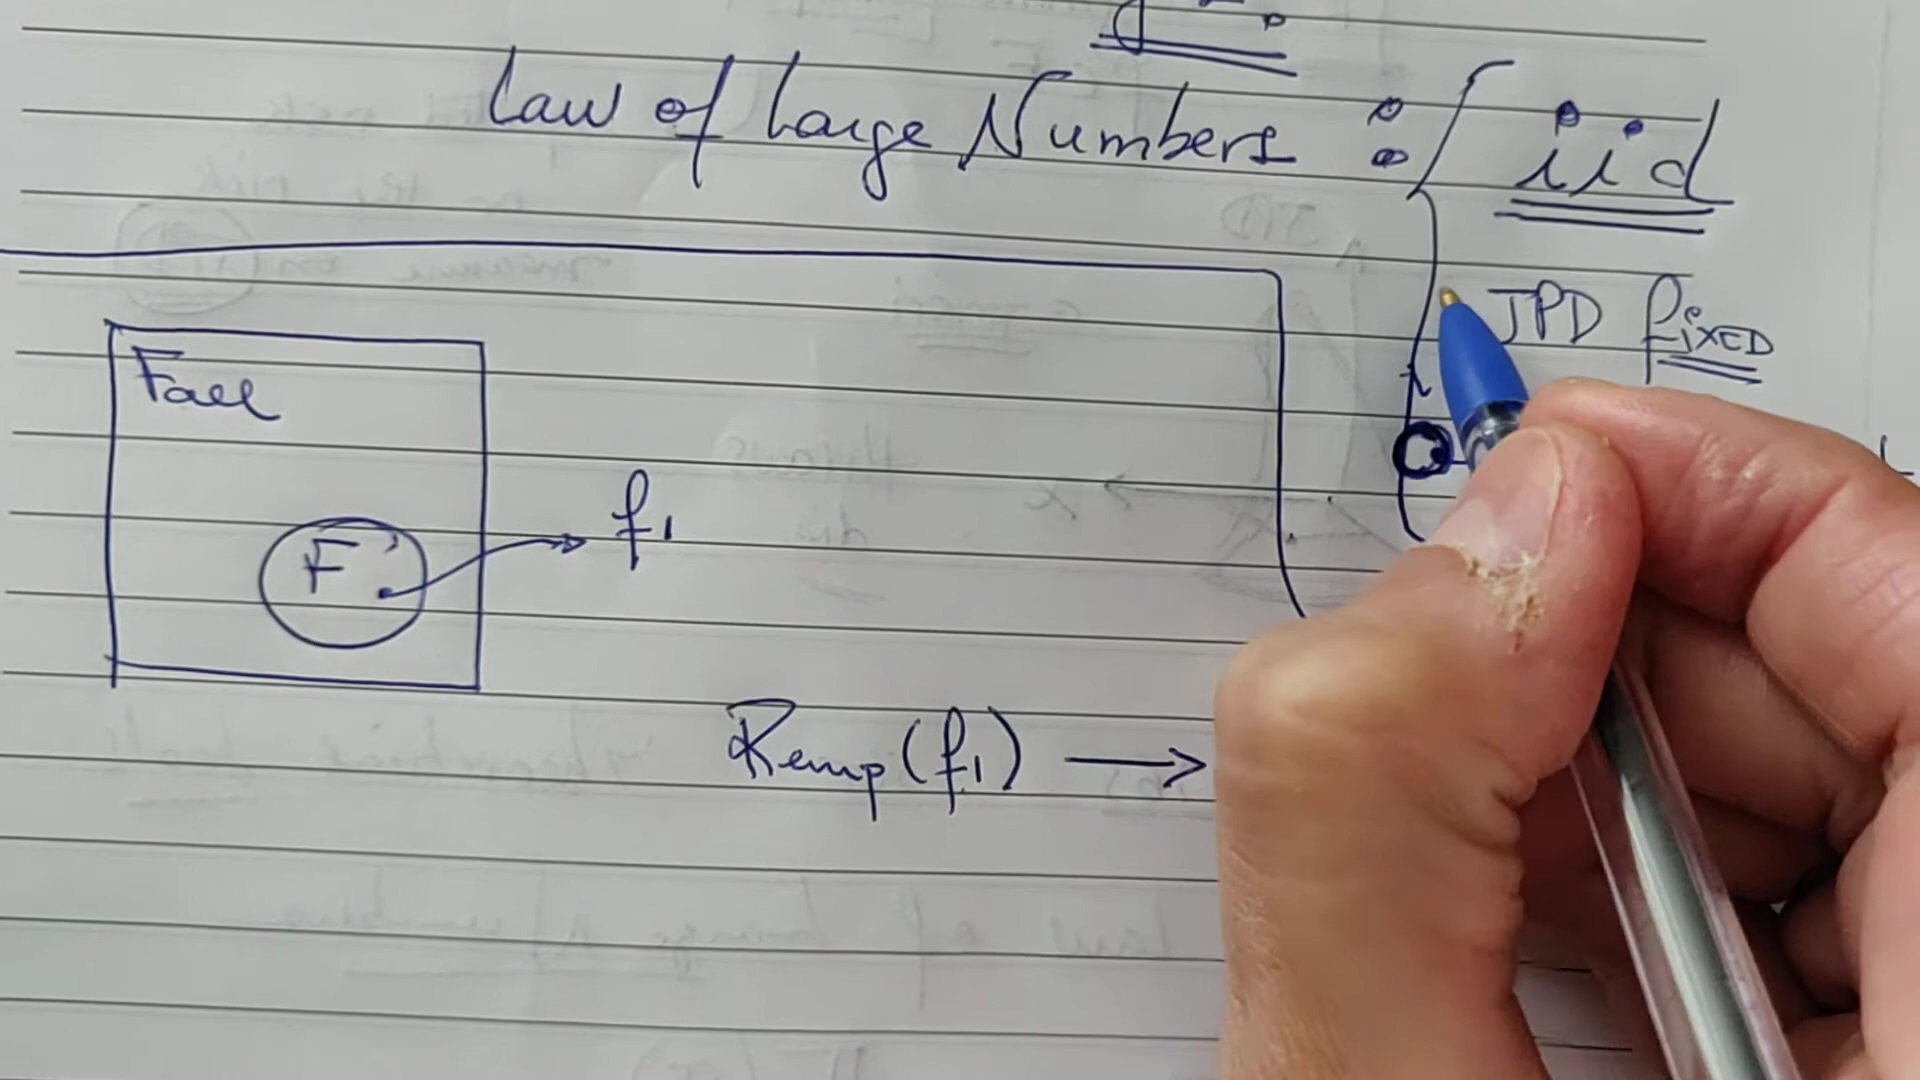 Law of Large Numbers : iid
JPD fixed
Fall
F
f1
Remp(f1) →